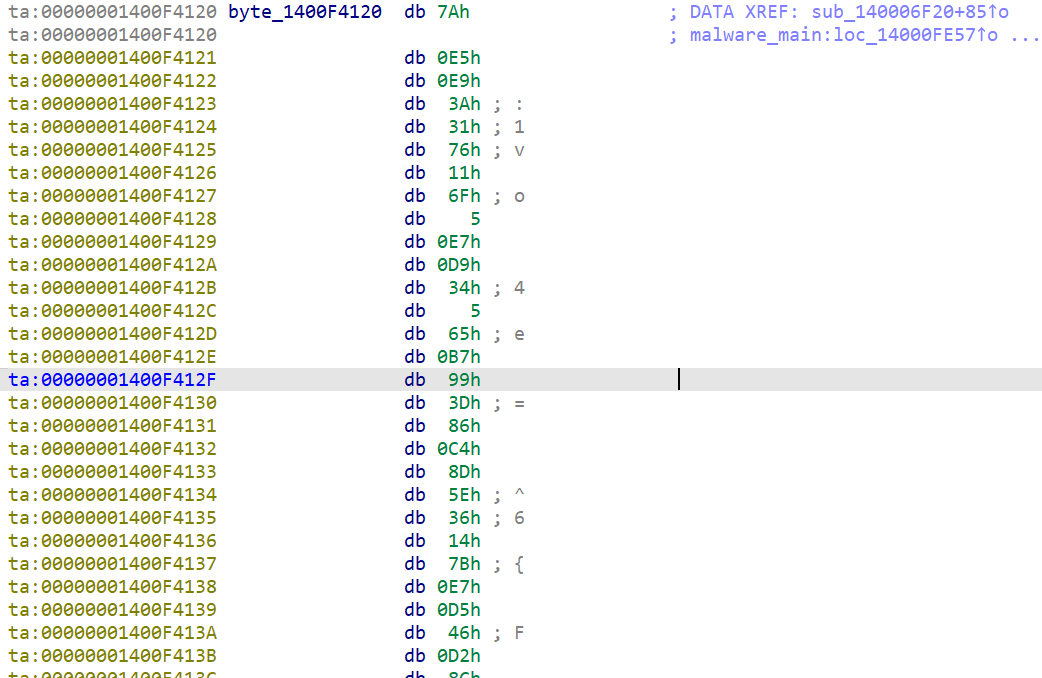 ta:00000001400F4120 byte_1400F4120 db 7Ah ; DATA XREF: sub_140006F20+85↑o
ta:00000001400F4120 ; malware_main:loc_14000FE57↑o ...
ta:00000001400F4121 db 0E5h
ta:00000001400F4122 db 0E9h
ta:00000001400F4123 db 3Ah ; :
ta:00000001400F4124 db 31h ; 1
ta:00000001400F4125 db 76h ; v
ta:00000001400F4126 db 11h
ta:00000001400F4127 db 6Fh ; o
ta:00000001400F4128 db 5
ta:00000001400F4129 db 0E7h
ta:00000001400F412A db 0D9h
ta:00000001400F412B db 34h ; 4
ta:00000001400F412C db 5
ta:00000001400F412D db 65h ; e
ta:00000001400F412E db 0B7h
ta:00000001400F412F db 99h
ta:00000001400F4130 db 3Dh ; =
ta:00000001400F4131 db 86h
ta:00000001400F4132 db 0C4h
ta:00000001400F4133 db 8Dh
ta:00000001400F4134 db 5Eh ; ^
ta:00000001400F4135 db 36h ; 6
ta:00000001400F4136 db 14h
ta:00000001400F4137 db 7Bh ; {
ta:00000001400F4138 db 0E7h
ta:00000001400F4139 db 0D5h
ta:00000001400F413A db 46h ; F
ta:00000001400F413B db 0D2h
ta:00000001400F413C db 8Ch